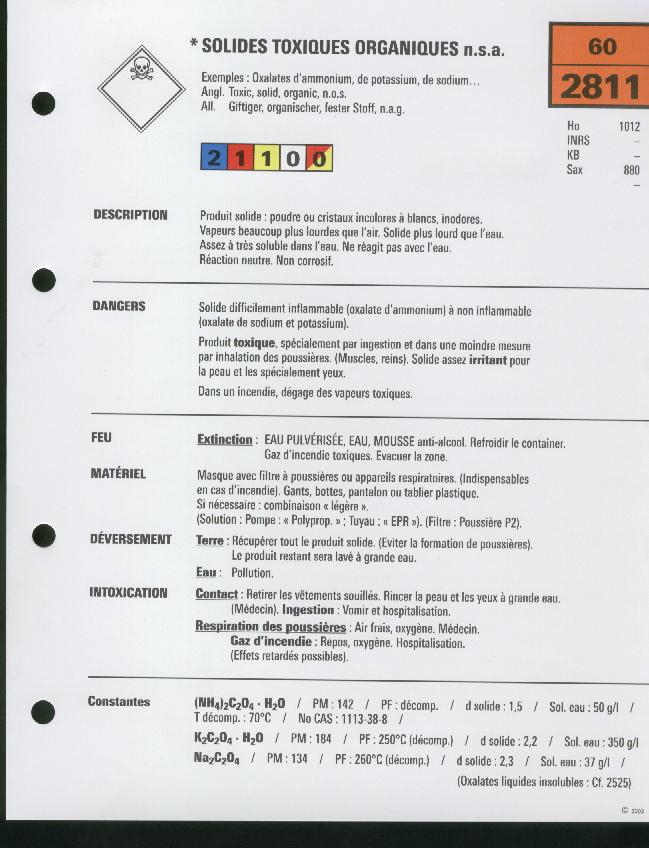 * SOLIDES TOXIQUES ORGANIQUES n.s.a.
60
2811
Exemples : Oxalates d'ammonium, de potassium, de sodium...
Angl. Toxic, solid, organic, n.o.s.
All. Giftiger, organischer, fester Stoff, n.a.g.
Ho 1012
INRS –
KB –
Sax 880
–
2 1 1 0 0
DESCRIPTION
Produit solide : poudre ou cristaux incolores à blancs, inodores.
Vapeurs beaucoup plus lourdes que l'air. Solide plus lourd que l'eau.
Assez à très soluble dans l'eau. Ne réagit pas avec l'eau.
Réaction neutre. Non corrosif.
DANGERS
Solide difficilement inflammable (oxalate d'ammonium) à non inflammable
(oxalate de sodium et potassium).
Produit toxique, spécialement par ingestion et dans une moindre mesure
par inhalation des poussières. (Muscles, reins). Solide assez irritant pour
la peau et les spécialement yeux.
Dans un incendie, dégage des vapeurs toxiques.
FEU
Extinction : EAU PULVÉRISÉE, EAU, MOUSSE anti-alcool. Refroidir le container.
Gaz d'incendie toxiques. Evacuer la zone.
MATÉRIEL
Masque avec filtre à poussières ou appareils respiratoires. (Indispensables
en cas d'incendie). Gants, bottes, pantalon ou tablier plastique.
Si nécessaire : combinaison « légère ».
(Solution : Pompe : « Polyprop. » ; Tuyau : « EPR »). (Filtre : Poussière P2).
DÉVERSEMENT
Terre : Récupérer tout le produit solide. (Eviter la formation de poussières).
Le produit restant sera lavé à grande eau.
Eau : Pollution.
INTOXICATION
Contact : Retirer les vêtements souillés. Rincer la peau et les yeux à grande eau.
(Médecin). Ingestion : Vomir et hospitalisation.
Respiration des poussières : Air frais, oxygène. Médecin.
Gaz d'incendie : Repos, oxygène. Hospitalisation.
(Effets retardés possibles).
Constantes
(NH₄)₂C₂O₄ · H₂O / PM : 142 / PF : décomp. / d solide : 1,5 / Sol. eau : 50 g/l /
T décomp. : 70°C / No CAS : 1113-38-8 /
K₂C₂O₄ · H₂O / PM : 184 / PF : 250°C (décomp.) / d solide : 2,2 / Sol. eau : 350 g/l
Na₂C₂O₄ / PM : 134 / PF : 260°C (décomp.) / d solide : 2,3 / Sol. eau : 37 g/l /
(Oxalates liquides insolubles : Cf. 2525)
© 2003